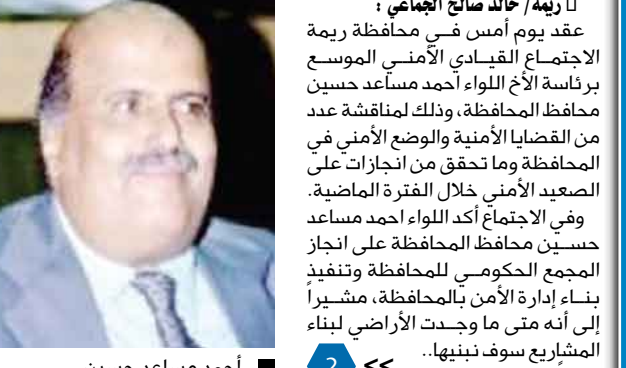 ريمة/ خالد صالح الجماعي :
عقد يوم أمس في محافظة ريمة
الاجتماع القيادي الأمني الموسع
برئاسة الأخ اللواء احمد مساعد حسين
محافظ المحافظة، وذلك لمناقشة عدد
من القضايا الأمنية والوضع الأمني في
المحافظة وما تحقق من انجازات على
الصعيد الأمني خلال الفترة الماضية.
وفي الاجتماع أكد اللواء احمد مساعد
حسين محافظ المحافظة على انجاز
المجمع الحكومي للمحافظة وتنفيذ
بناء إدارة الأمن بالمحافظة، مشيراً
إلى أنه متى ما وجدت الأراضي لبناء
المشاريع سوف نبنيها..
>> 2
أحمد مساعد حسين